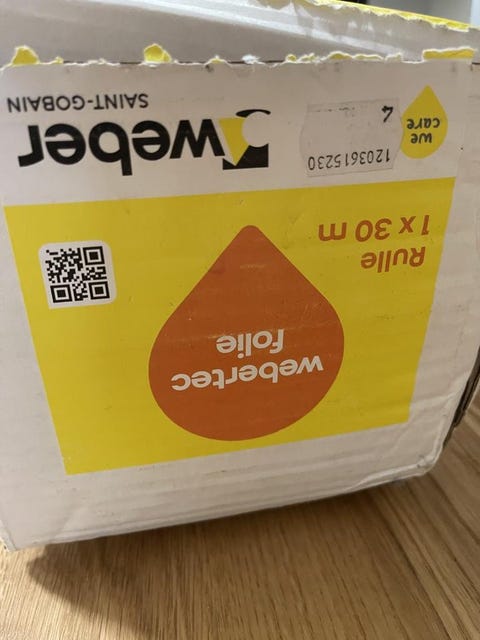 webertec
folie
Rulle
1 x 30 m
we
care
1203615230
4
weber
SAINT-GOBAIN